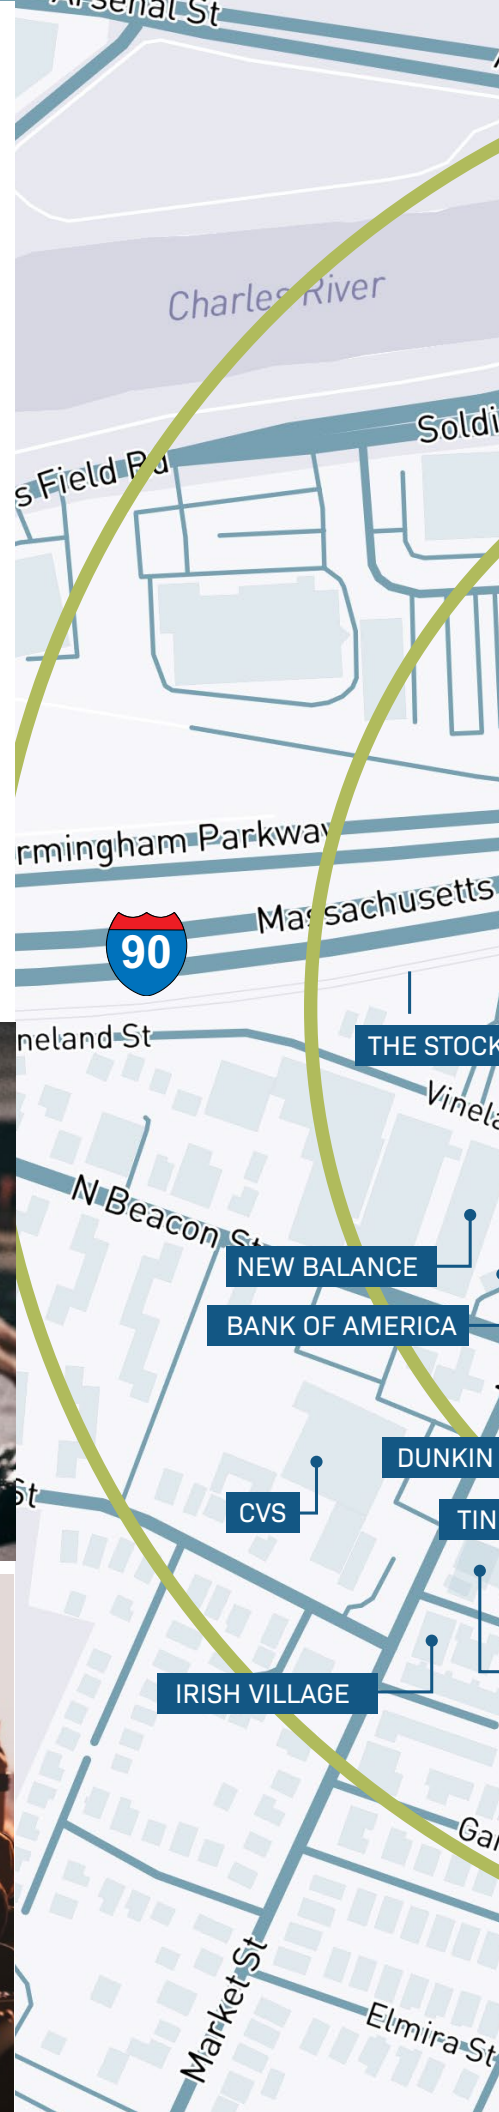 Arsenal St
Charles River
Soldi
s Field Rd
rmingham Parkway
Massachusetts
90
neland St
THE STOCK
Vinela
N Beacon St
NEW BALANCE
BANK OF AMERICA
DUNKIN
St
CVS
TIN
IRISH VILLAGE
Gar
Market St
Elmira St